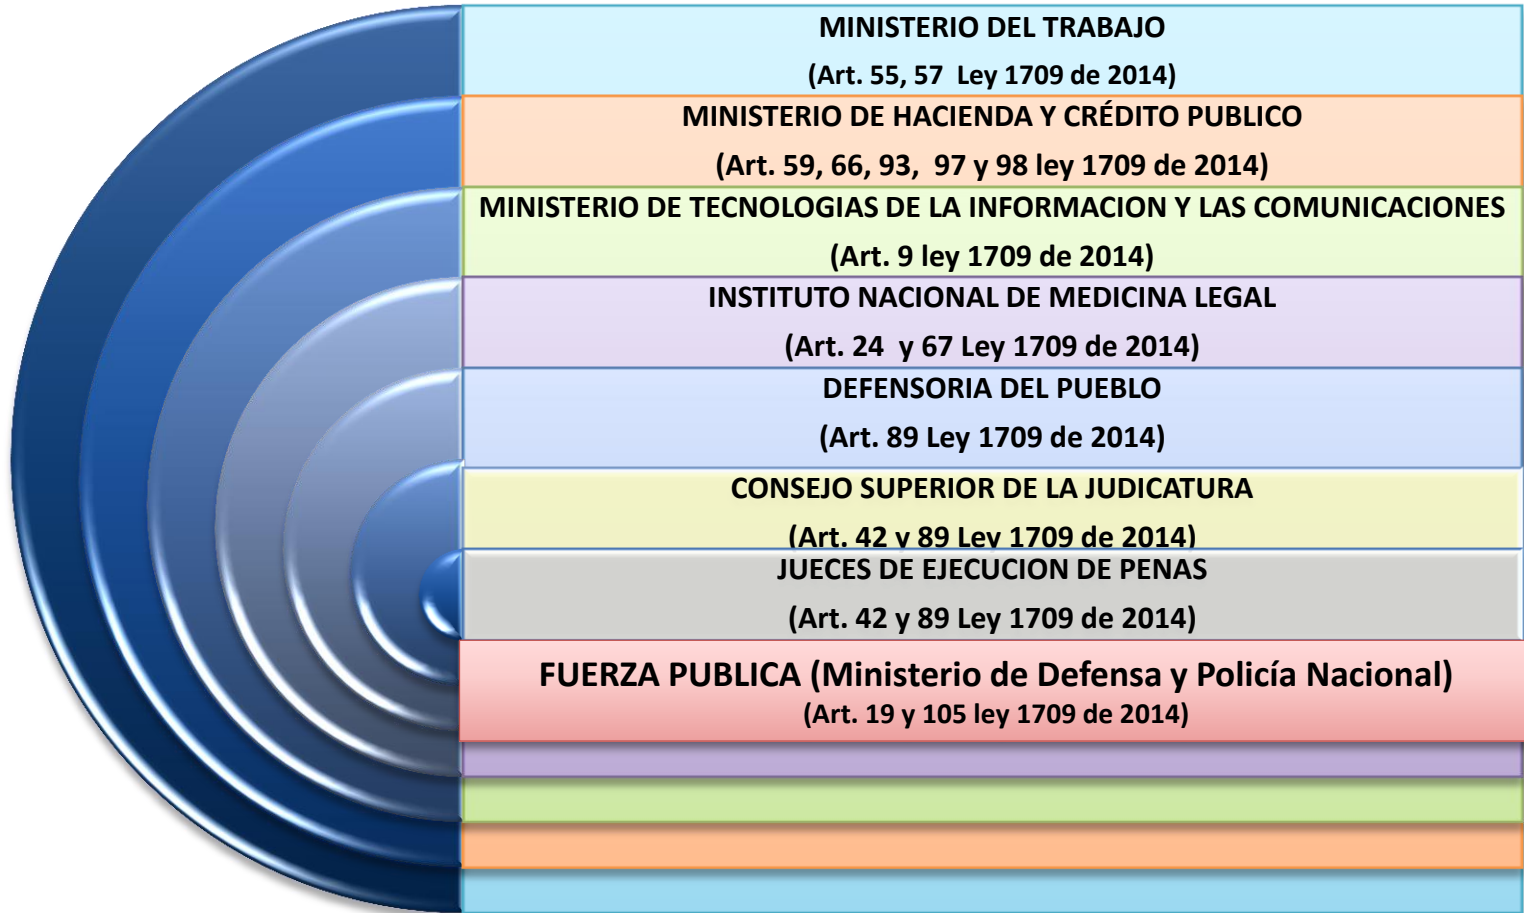 MINISTERIO DEL TRABAJO
(Art. 55, 57 Ley 1709 de 2014)
MINISTERIO DE HACIENDA Y CRÉDITO PUBLICO
(Art. 59, 66, 93, 97 y 98 ley 1709 de 2014)
MINISTERIO DE TECNOLOGIAS DE LA INFORMACION Y LAS COMUNICACIONES
(Art. 9 ley 1709 de 2014)
INSTITUTO NACIONAL DE MEDICINA LEGAL
(Art. 24 y 67 Ley 1709 de 2014)
DEFENSORIA DEL PUEBLO
(Art. 89 Ley 1709 de 2014)
CONSEJO SUPERIOR DE LA JUDICATURA
(Art. 42 y 89 Ley 1709 de 2014)
JUECES DE EJECUCION DE PENAS
(Art. 42 y 89 Ley 1709 de 2014)
FUERZA PUBLICA (Ministerio de Defensa y Policía Nacional)
(Art. 19 y 105 ley 1709 de 2014)